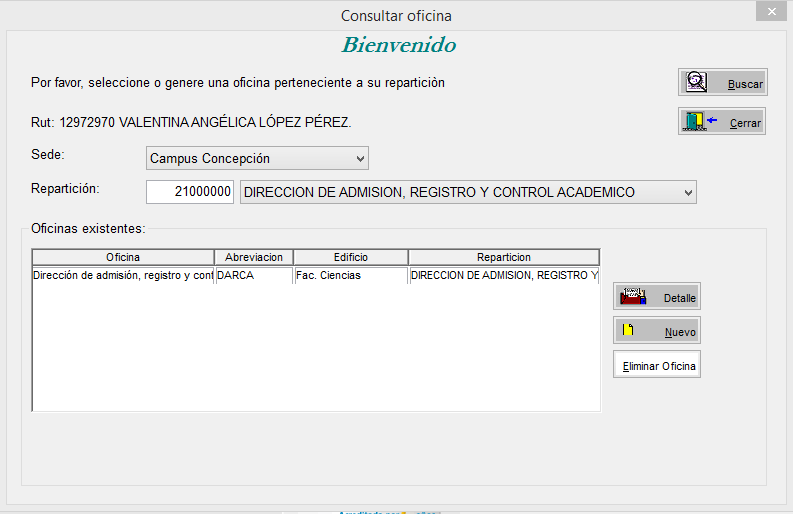 Consultar oficina
Bienvenido
Por favor, seleccione o genere una oficina perteneciente a su repartición
Buscar
Rut: 12972970 VALENTINA ANGÉLICA LÓPEZ PÉREZ.
Cerrar
Sede:
Campus Concepción
Repartición:
21000000
DIRECCION DE ADMISION, REGISTRO Y CONTROL ACADEMICO
Oficinas existentes:
Oficina Abreviacion Edificio Reparticion
Dirección de admisión, registro y cont DARCA Fac. Ciencias DIRECCION DE ADMISION, REGISTRO Y
Detalle
Nuevo
Eliminar Oficina